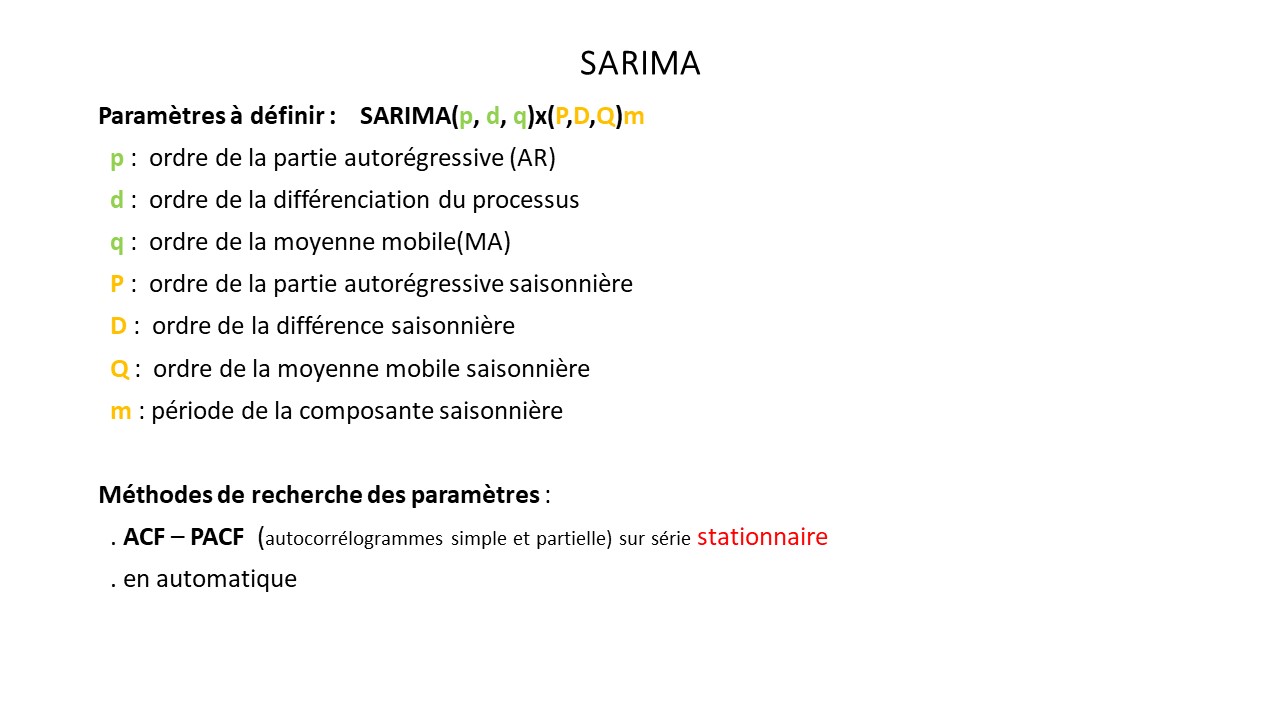 SARIMA
Paramètres à définir : SARIMA(p, d, q)x(P,D,Q)m
p : ordre de la partie autorégressive (AR)
d : ordre de la différenciation du processus
q : ordre de la moyenne mobile(MA)
P : ordre de la partie autorégressive saisonnière
D : ordre de la différence saisonnière
Q : ordre de la moyenne mobile saisonnière
m : période de la composante saisonnière
Méthodes de recherche des paramètres :
. ACF – PACF (autocorrélogrammes simple et partielle) sur série stationnaire
. en automatique